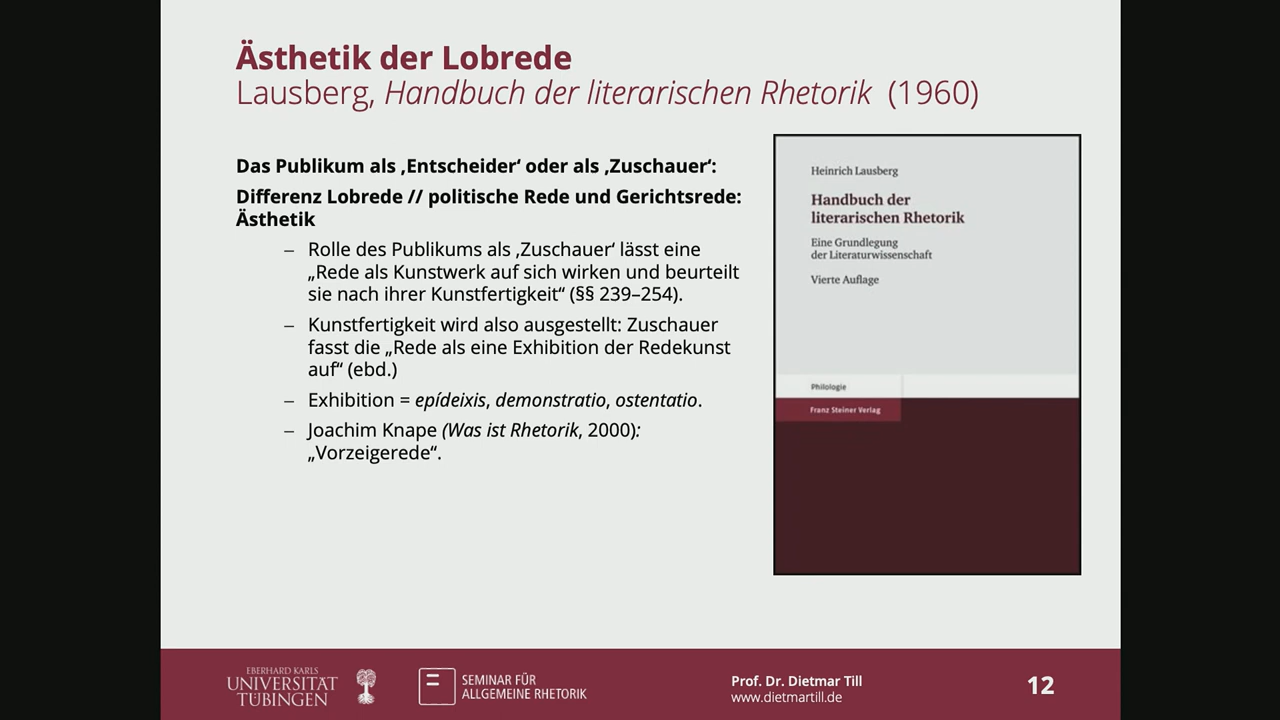 Ästhetik der Lobrede
Lausberg, Handbuch der literarischen Rhetorik (1960)
Das Publikum als ‚Entscheider‘ oder als ‚Zuschauer‘:
Differenz Lobrede // politische Rede und Gerichtsrede:
Ästhetik
– Rolle des Publikums als ‚Zuschauer‘ lässt eine
„Rede als Kunstwerk auf sich wirken und beurteilt
sie nach ihrer Kunstfertigkeit“ (§§ 239–254).
– Kunstfertigkeit wird also ausgestellt: Zuschauer
fasst die „Rede als eine Exhibition der Redekunst
auf“ (ebd.)
– Exhibition = epídeixis, demonstratio, ostentatio.
– Joachim Knape (Was ist Rhetorik, 2000):
„Vorzeigerede“.
Heinrich Lausberg
Handbuch der
literarischen Rhetorik
Eine Grundlegung
der Literaturwissenschaft
Vierte Auflage
Philologie
Franz Steiner Verlag
EBERHARD KARLS
UNIVERSITÄT
TÜBINGEN
SEMINAR FÜR
ALLGEMEINE RHETORIK
Prof. Dr. Dietmar Till
www.dietmartill.de
12